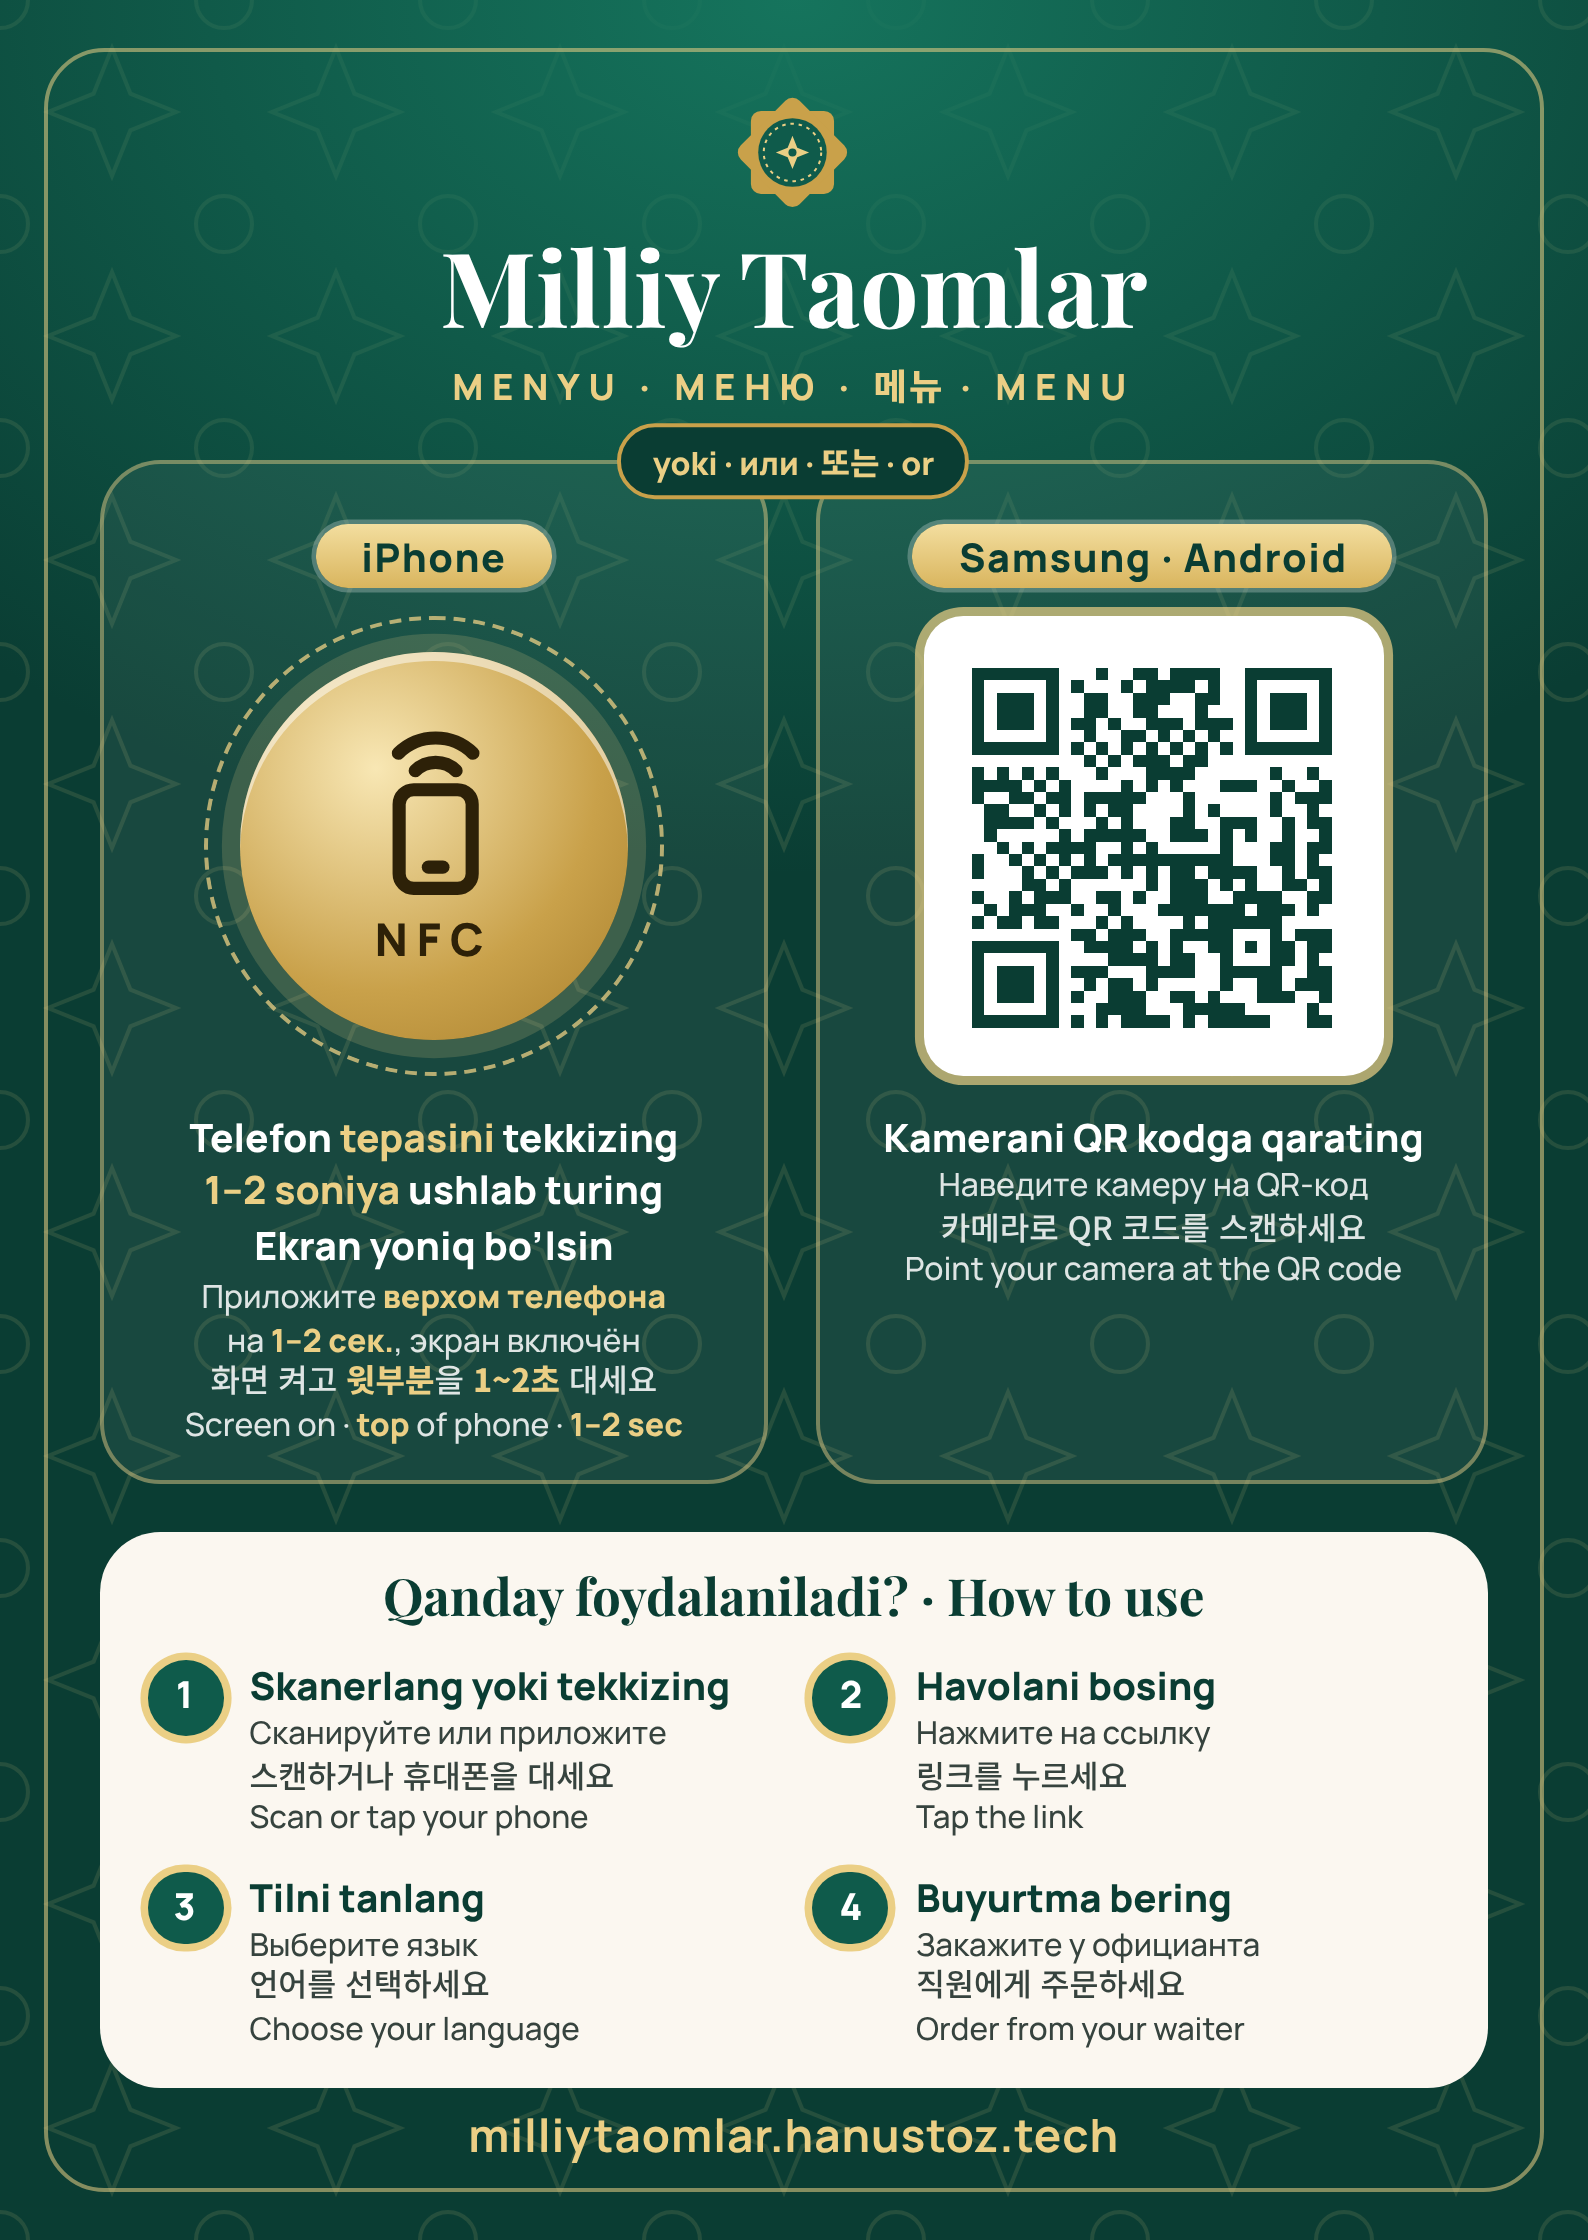 Milliy Taomlar
MENYU · МЕНЮ · 메뉴 · MENU
yoki · или · 또는 · or
iPhone
NFC
Telefon tepasini tekkizing
1–2 soniya ushlab turing
Ekran yoniq bo’lsin
Приложите верхом телефона
на 1–2 сек., экран включён
화면 켜고 윗부분을 1~2초 대세요
Screen on · top of phone · 1–2 sec
Samsung · Android
Kamerani QR kodga qarating
Наведите камеру на QR-код
카메라로 QR 코드를 스캔하세요
Point your camera at the QR code
Qanday foydalaniladi? · How to use
1
Skanerlang yoki tekkizing
Сканируйте или приложите
스캔하거나 휴대폰을 대세요
Scan or tap your phone
2
Havolani bosing
Нажмите на ссылку
링크를 누르세요
Tap the link
3
Tilni tanlang
Выберите язык
언어를 선택하세요
Choose your language
4
Buyurtma bering
Закажите у официанта
직원에게 주문하세요
Order from your waiter
milliytaomlar.hanustoz.tech